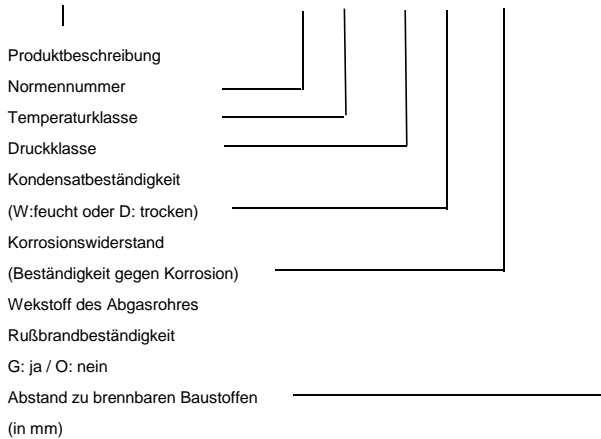 Produktbeschreibung
Normennummer
Temperaturklasse
Druckklasse
Kondensatbeständigkeit
(W:feucht oder D: trocken)
Korrosionswiderstand
(Beständigkeit gegen Korrosion)
Wekstoff des Abgasrohres
Rußbrandbeständigkeit
G: ja / O: nein
Abstand zu brennbaren Baustoffen
(in mm)